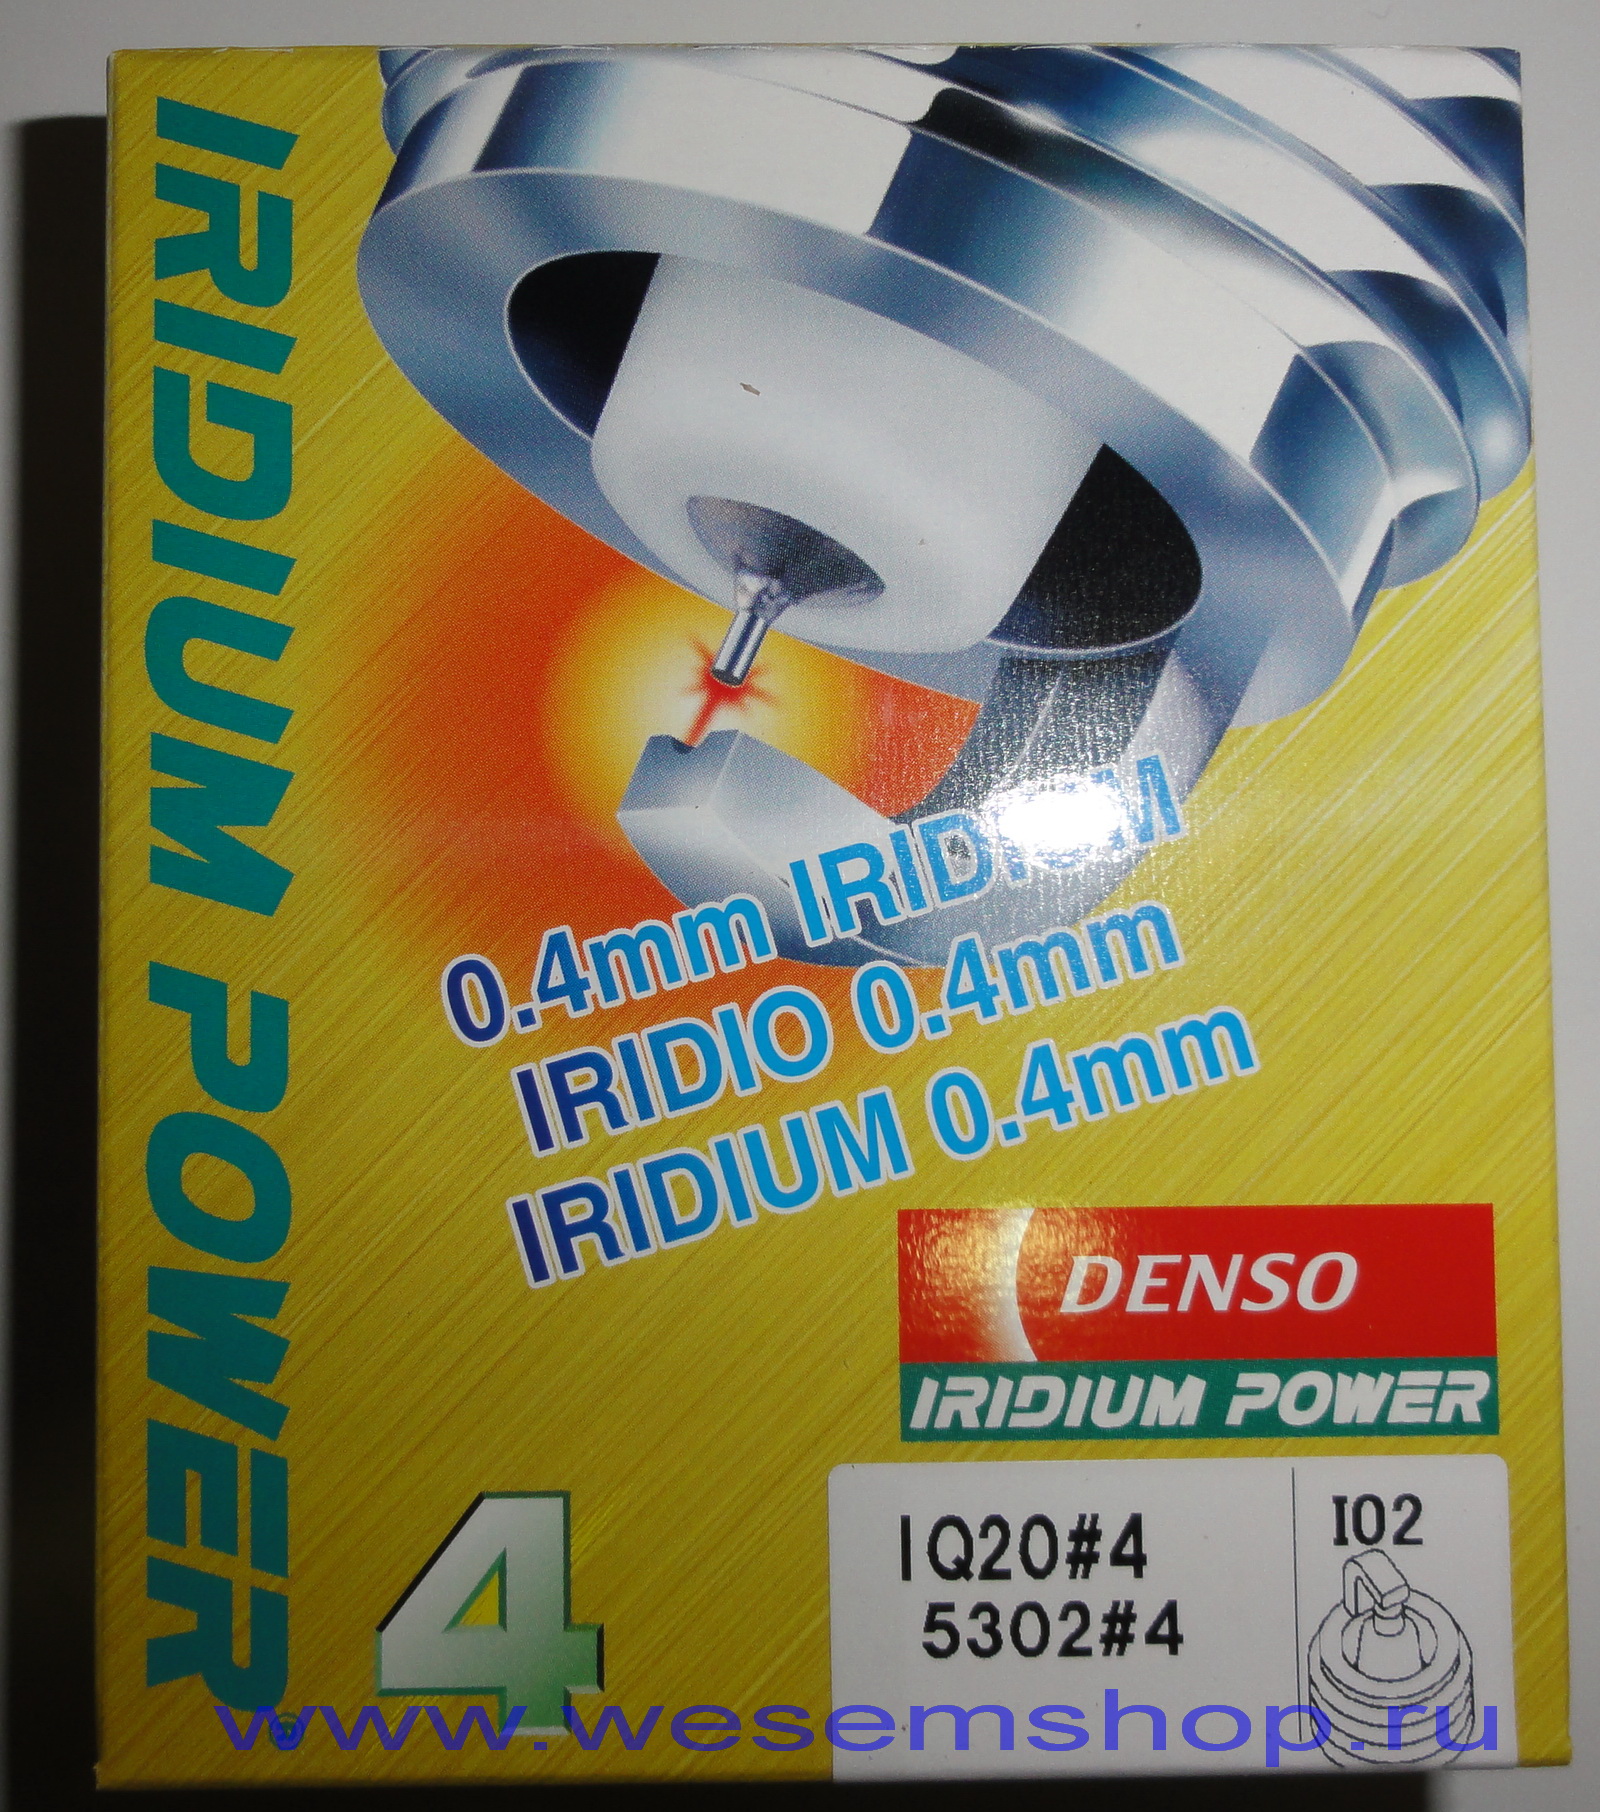 IRIDIUM POWER
0.4mm IRIDIUM
IRIDIO 0.4mm
IRIDIUM 0.4mm
DENSO
IRIDIUM POWER
4
IQ20#4
5302#4
I02
www.wesemshop.ru